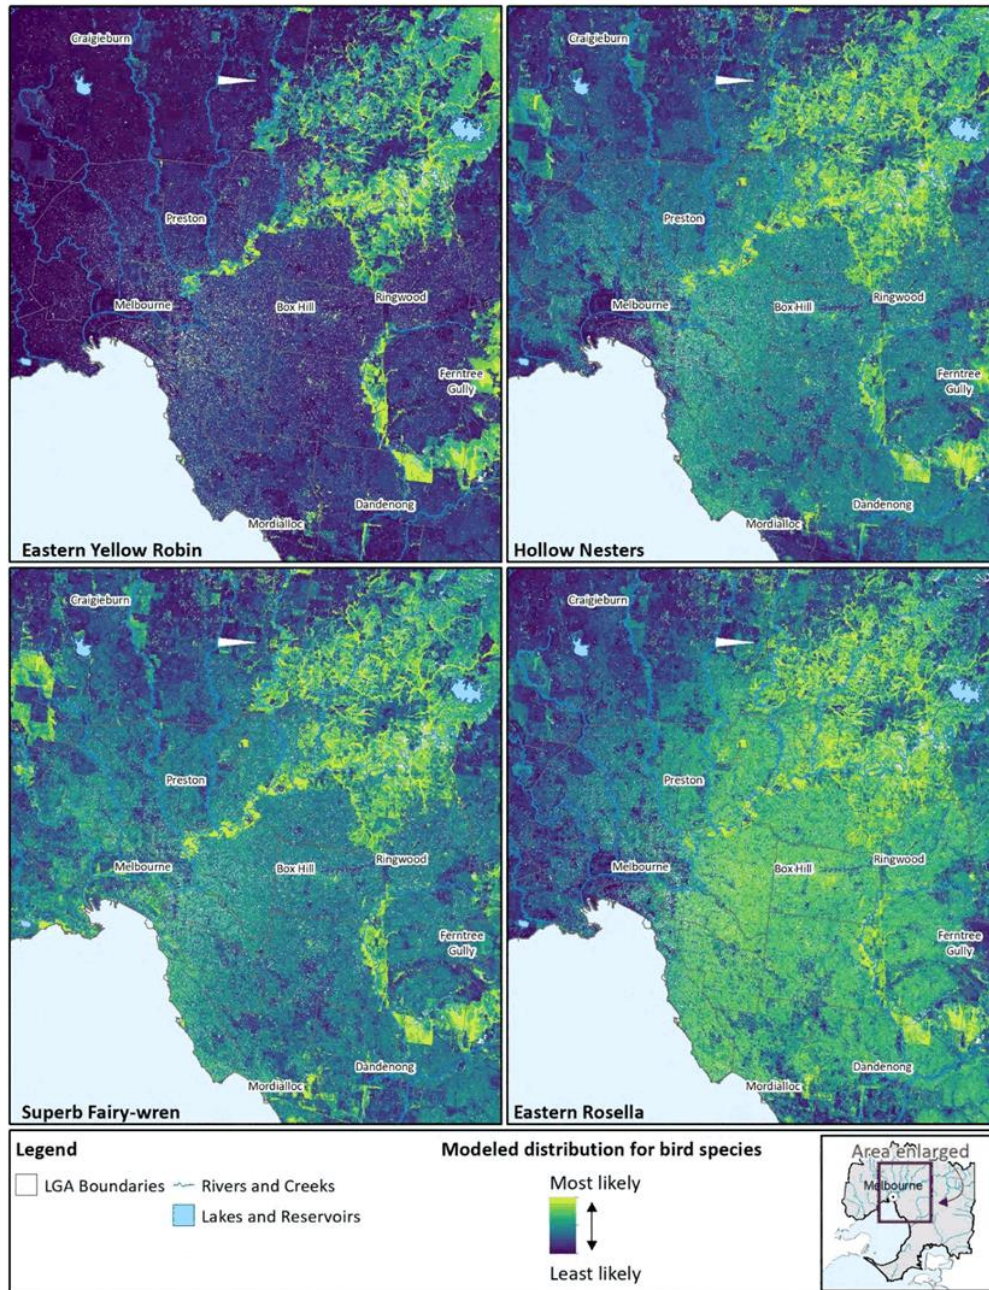 Craigieburn
Preston
Melbourne
Box Hill
Ringwood
Ferntree
Gully
Dandenong
Mordialloc
Eastern Yellow Robin
Craigieburn
Preston
Melbourne
Box Hill
Ringwood
Ferntree
Gully
Dandenong
Mordialloc
Hollow Nesters
Craigieburn
Preston
Melbourne
Box Hill
Ringwood
Ferntree
Gully
Dandenong
Mordialloc
Superb Fairy-wren
Craigieburn
Preston
Melbourne
Box Hill
Ringwood
Ferntree
Gully
Dandenong
Mordialloc
Eastern Rosella
Legend
LGA Boundaries
Rivers and Creeks
Lakes and Reservoirs
Modeled distribution for bird species
Most likely
Least likely
Area enlarged
Melbourne